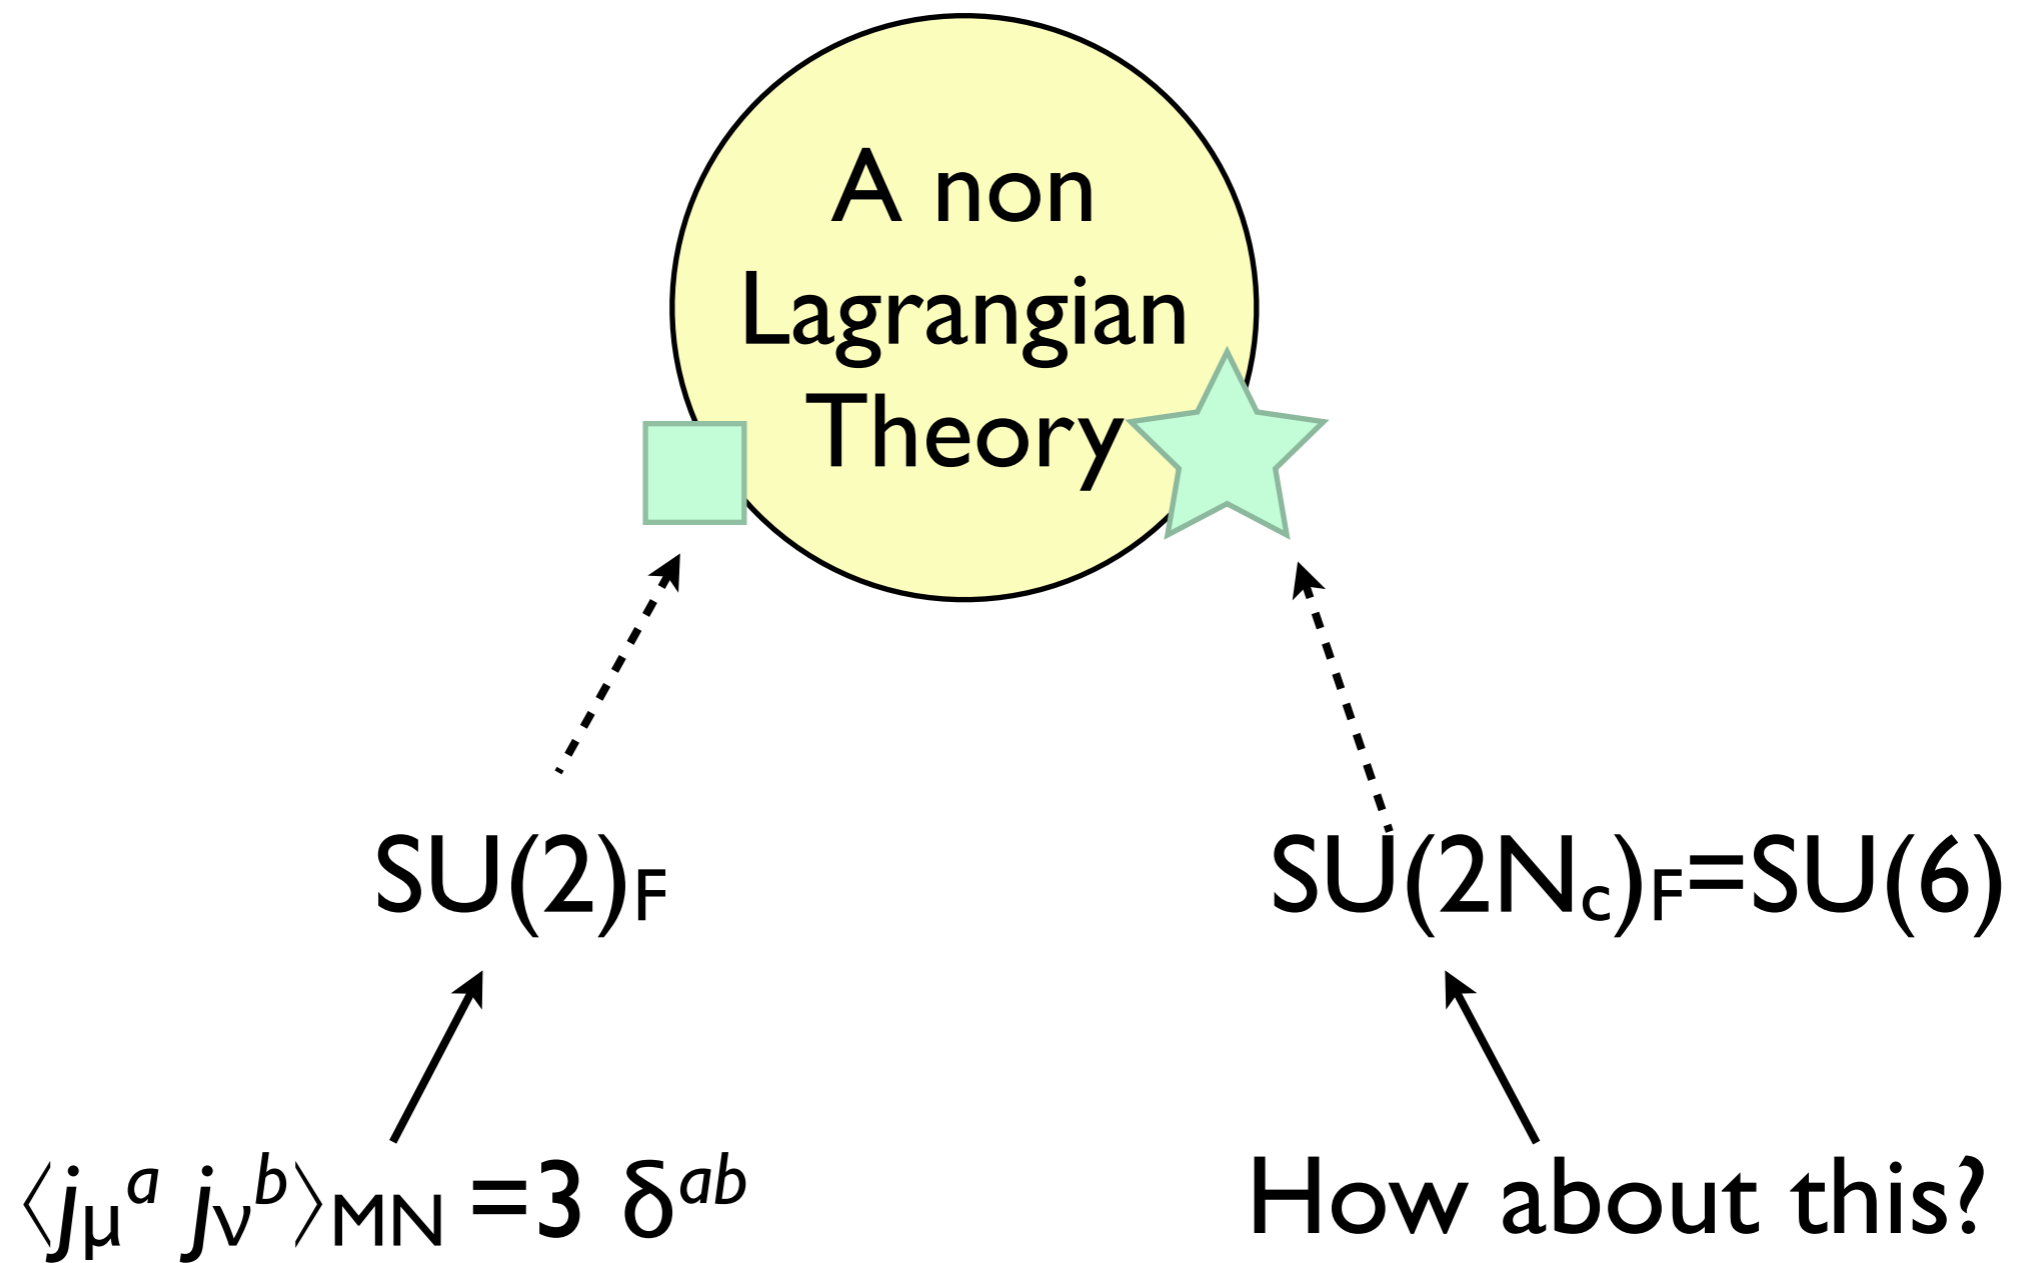 A non
Lagrangian
Theory
SU(2)F
SU(2Nc)F=SU(6)
⟨jμa jνb⟩MN =3 δab
How about this?